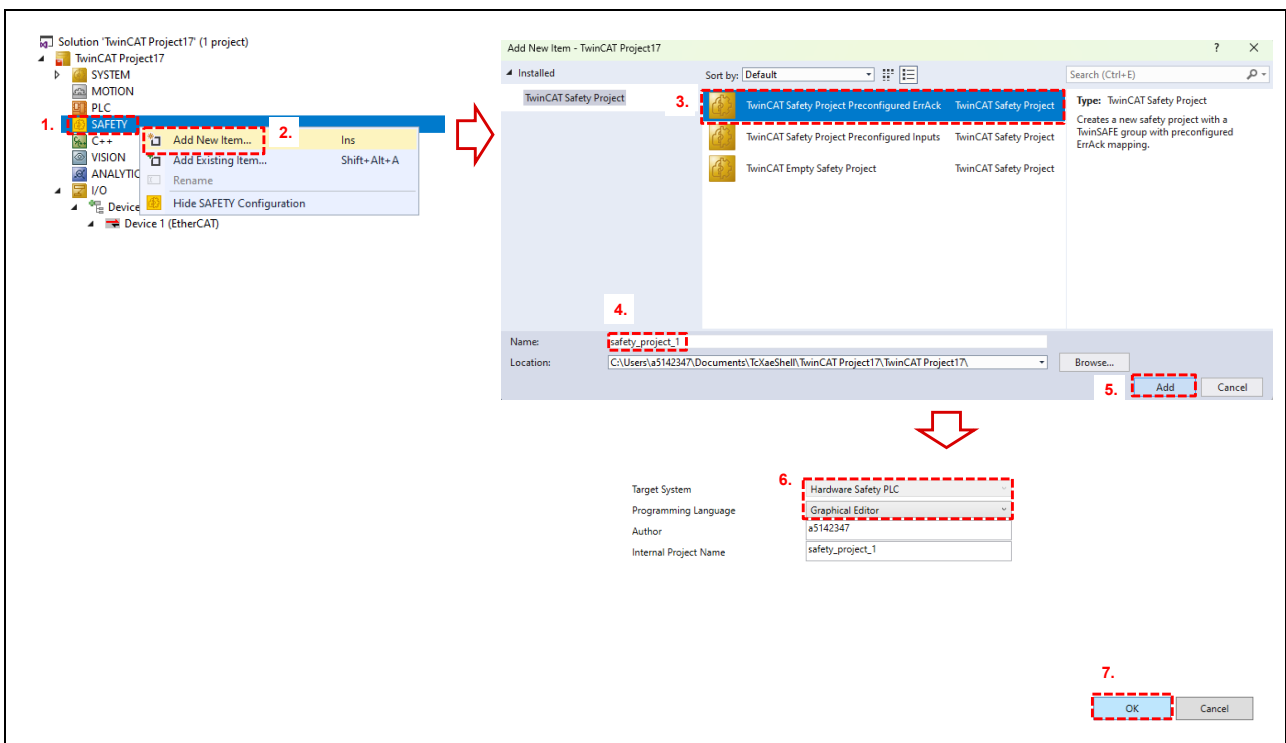 Solution 'TwinCAT Project17' (1 project)
TwinCAT Project17
SYSTEM
MOTION
PLC
1.
SAFETY
C++
VISION
ANALYTIC
I/O
Device
Device 1 (EtherCAT)
2.
Add New Item... Ins
Add Existing Item... Shift+Alt+A
Rename
Hide SAFETY Configuration
Add New Item - TwinCAT Project17 ? X
Installed
TwinCAT Safety Project
Sort by: Default
Search (Ctrl+E)
3.
TwinCAT Safety Project Preconfigured ErrAck TwinCAT Safety Project
TwinCAT Safety Project Preconfigured Inputs TwinCAT Safety Project
TwinCAT Empty Safety Project TwinCAT Safety Project
Type: TwinCAT Safety Project
Creates a new safety project with a
TwinSAFE group with preconfigured
ErrAck mapping.
4.
Name: safety_project_1
Location: C:\Users\a5142347\Documents\TcXaeShell\TwinCAT Project17\TwinCAT Project17\ Browse...
5.
Add Cancel
6.
Target System Hardware Safety PLC
Programming Language Graphical Editor
Author a5142347
Internal Project Name safety_project_1
7.
OK Cancel